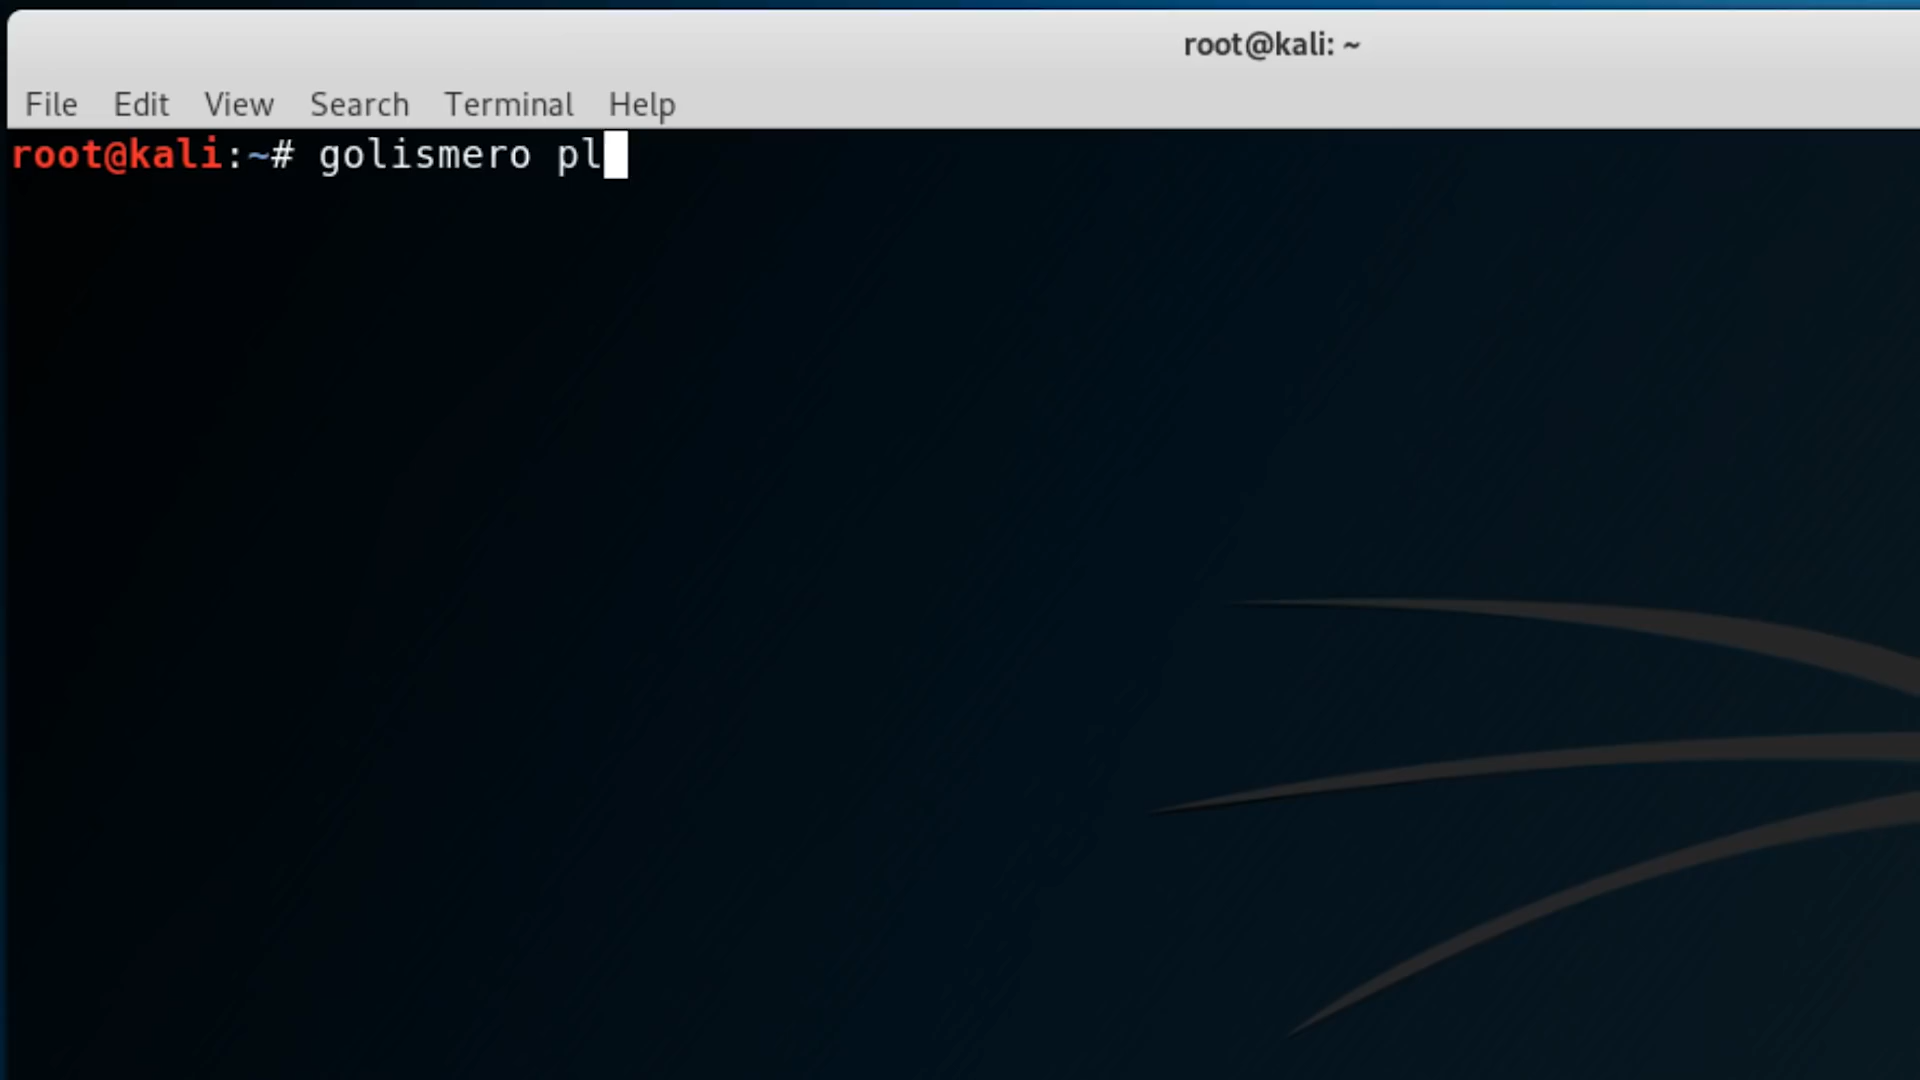 root@kali: ~
File Edit View Search Terminal Help
root@kali:~# golismero pl